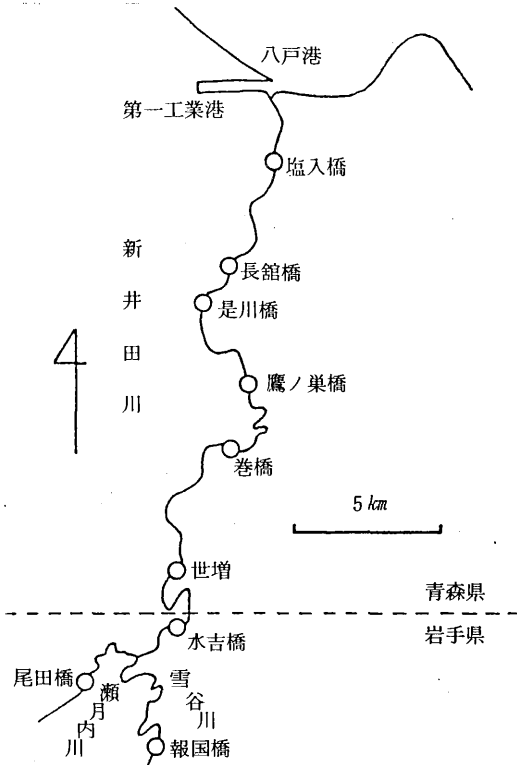 八戸港
第一工業港
塩入橋
新井田川
長舘橋
是川橋
鷹ノ巣橋
巻橋
5km
世増
青森県
岩手県
水吉橋
尾田橋
瀬月内川
雪谷川
報国橋